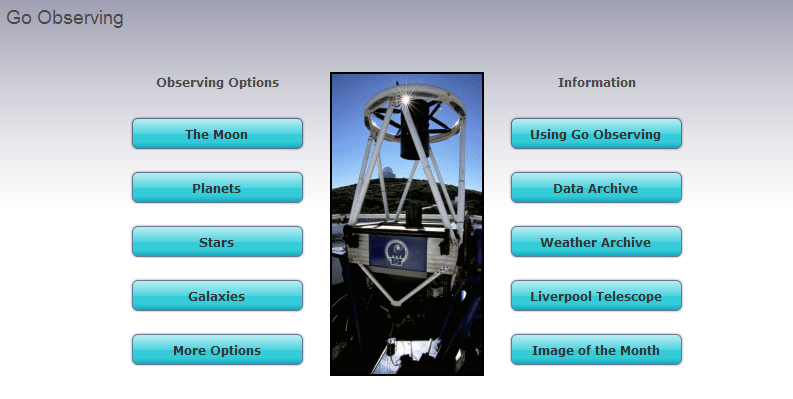 Go Observing
Observing Options
The Moon
Planets
Stars
Galaxies
More Options
Information
Using Go Observing
Data Archive
Weather Archive
Liverpool Telescope
Image of the Month